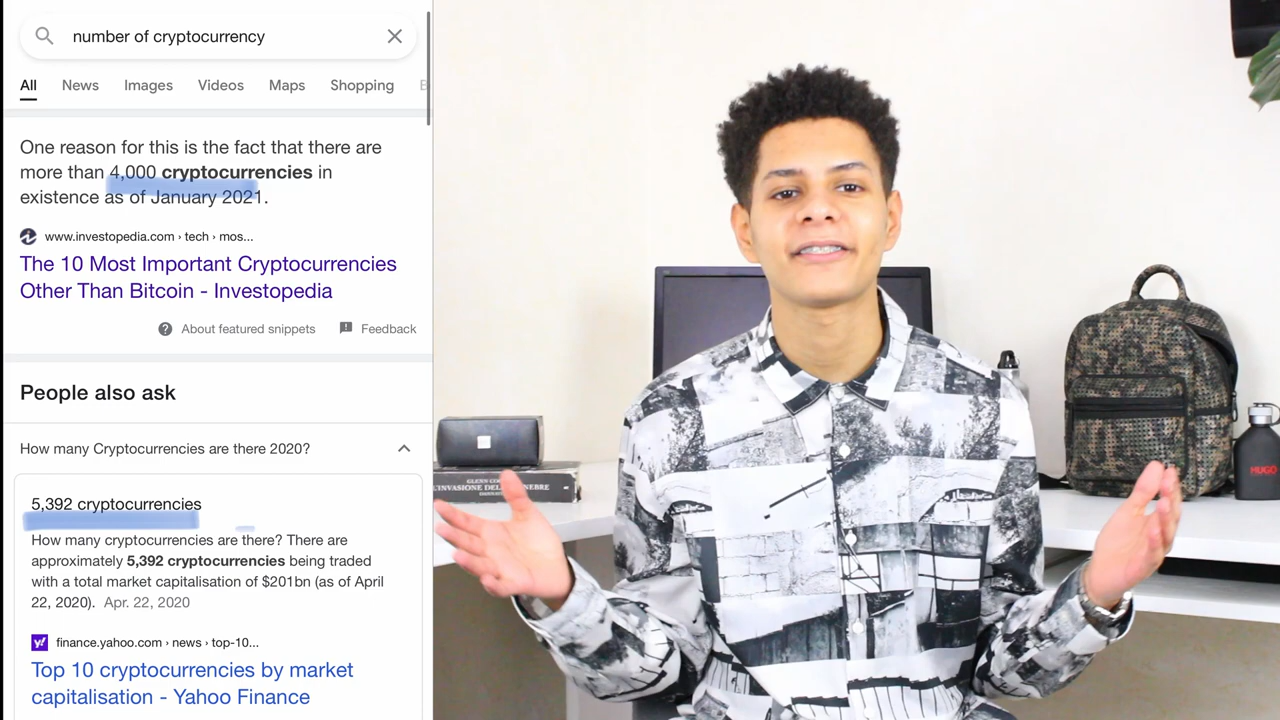 number of cryptocurrency
All News Images Videos Maps Shopping B
One reason for this is the fact that there are
more than 4,000 cryptocurrencies in
existence as of January 2021.
www.investopedia.com › tech › mos...
The 10 Most Important Cryptocurrencies
Other Than Bitcoin - Investopedia
About featured snippets Feedback
People also ask
How many Cryptocurrencies are there 2020?
5,392 cryptocurrencies
How many cryptocurrencies are there? There are
approximately 5,392 cryptocurrencies being traded
with a total market capitalisation of $201bn (as of April
22, 2020). Apr. 22, 2020
y!
finance.yahoo.com › news › top-10...
Top 10 cryptocurrencies by market
capitalisation - Yahoo Finance
GLENN
L'INVASIONE DELLE TENEBRE
HUGO